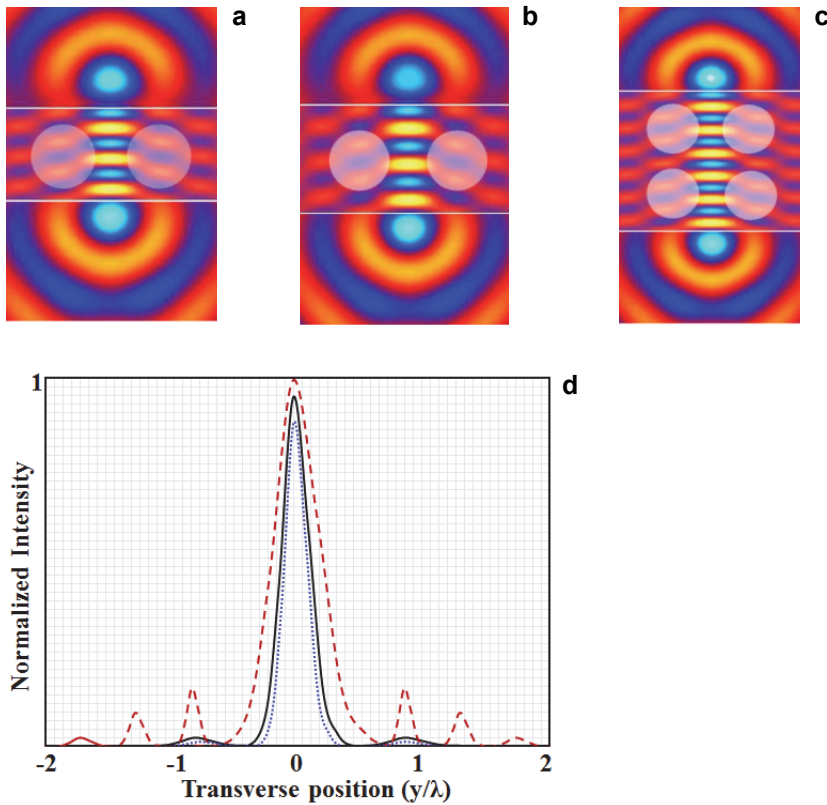 a
b
c
d
1
Normalized Intensity
-2 -1 0 1 2
Transverse position (y/λ)